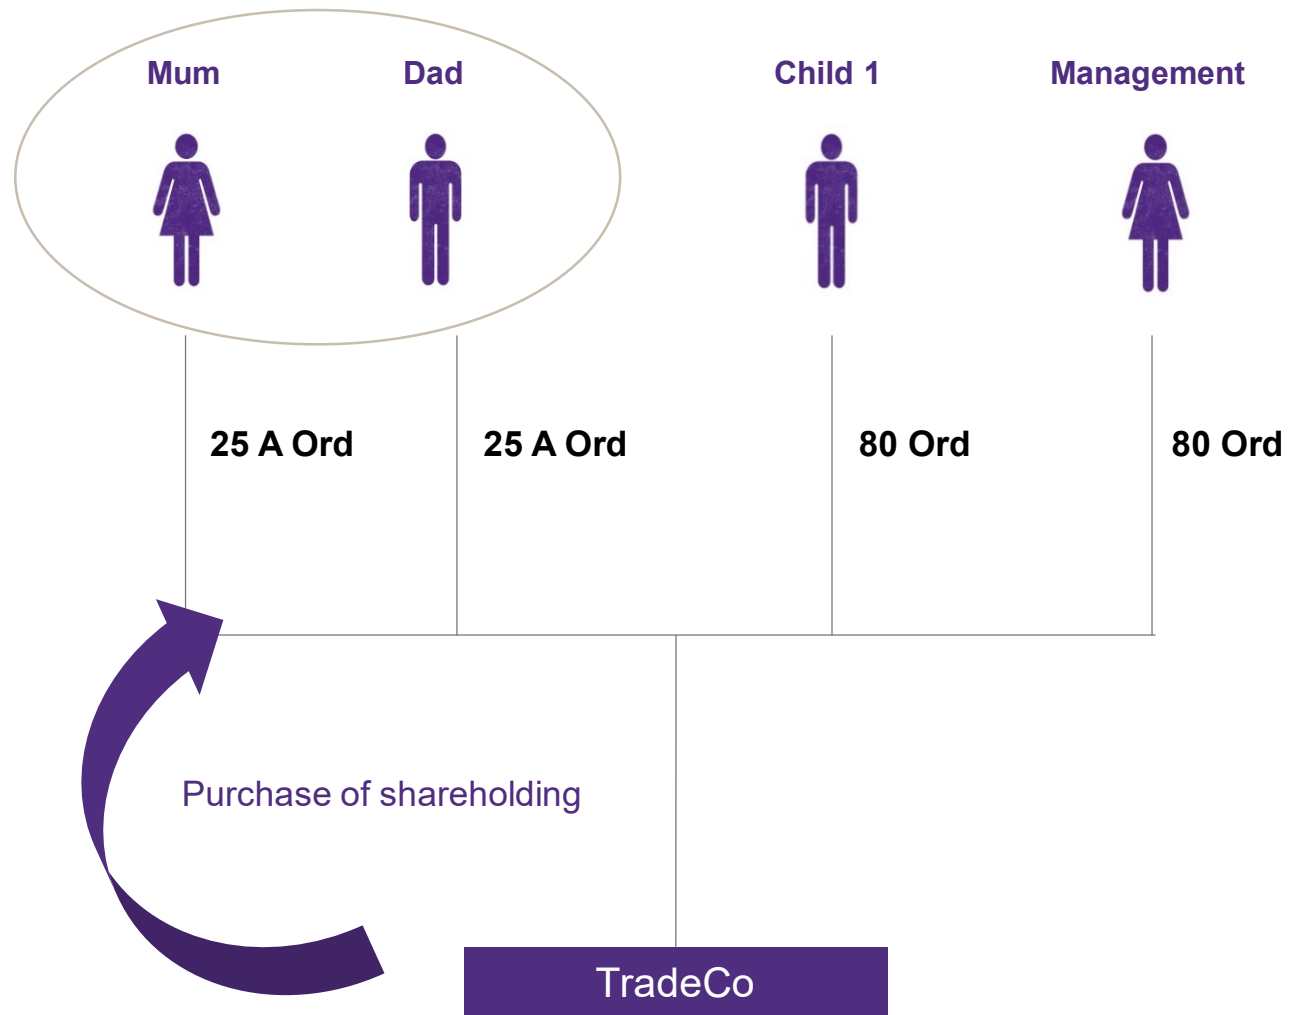 Mum
Dad
Child 1
Management
25 A Ord
25 A Ord
80 Ord
80 Ord
Purchase of shareholding
TradeCo